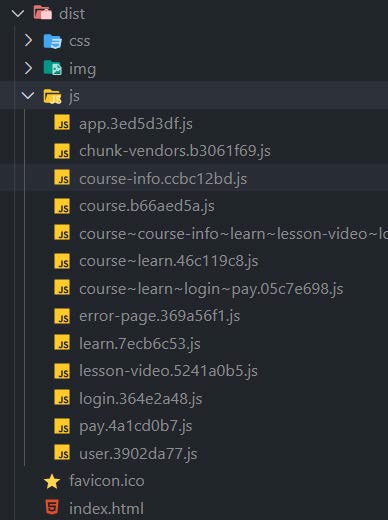 dist
css
img
js
JS app.3ed5d3df.js
JS chunk-vendors.b3061f69.js
JS course-info.ccbc12bd.js
JS course.b66aed5a.js
JS course~course-info~learn~lesson-video~lo
JS course~learn.46c119c8.js
JS course~learn~login~pay.05c7e698.js
JS error-page.369a56f1.js
JS learn.7ecb6c53.js
JS lesson-video.5241a0b5.js
JS login.364e2a48.js
JS pay.4a1cd0b7.js
JS user.3902da77.js
favicon.ico
index.html